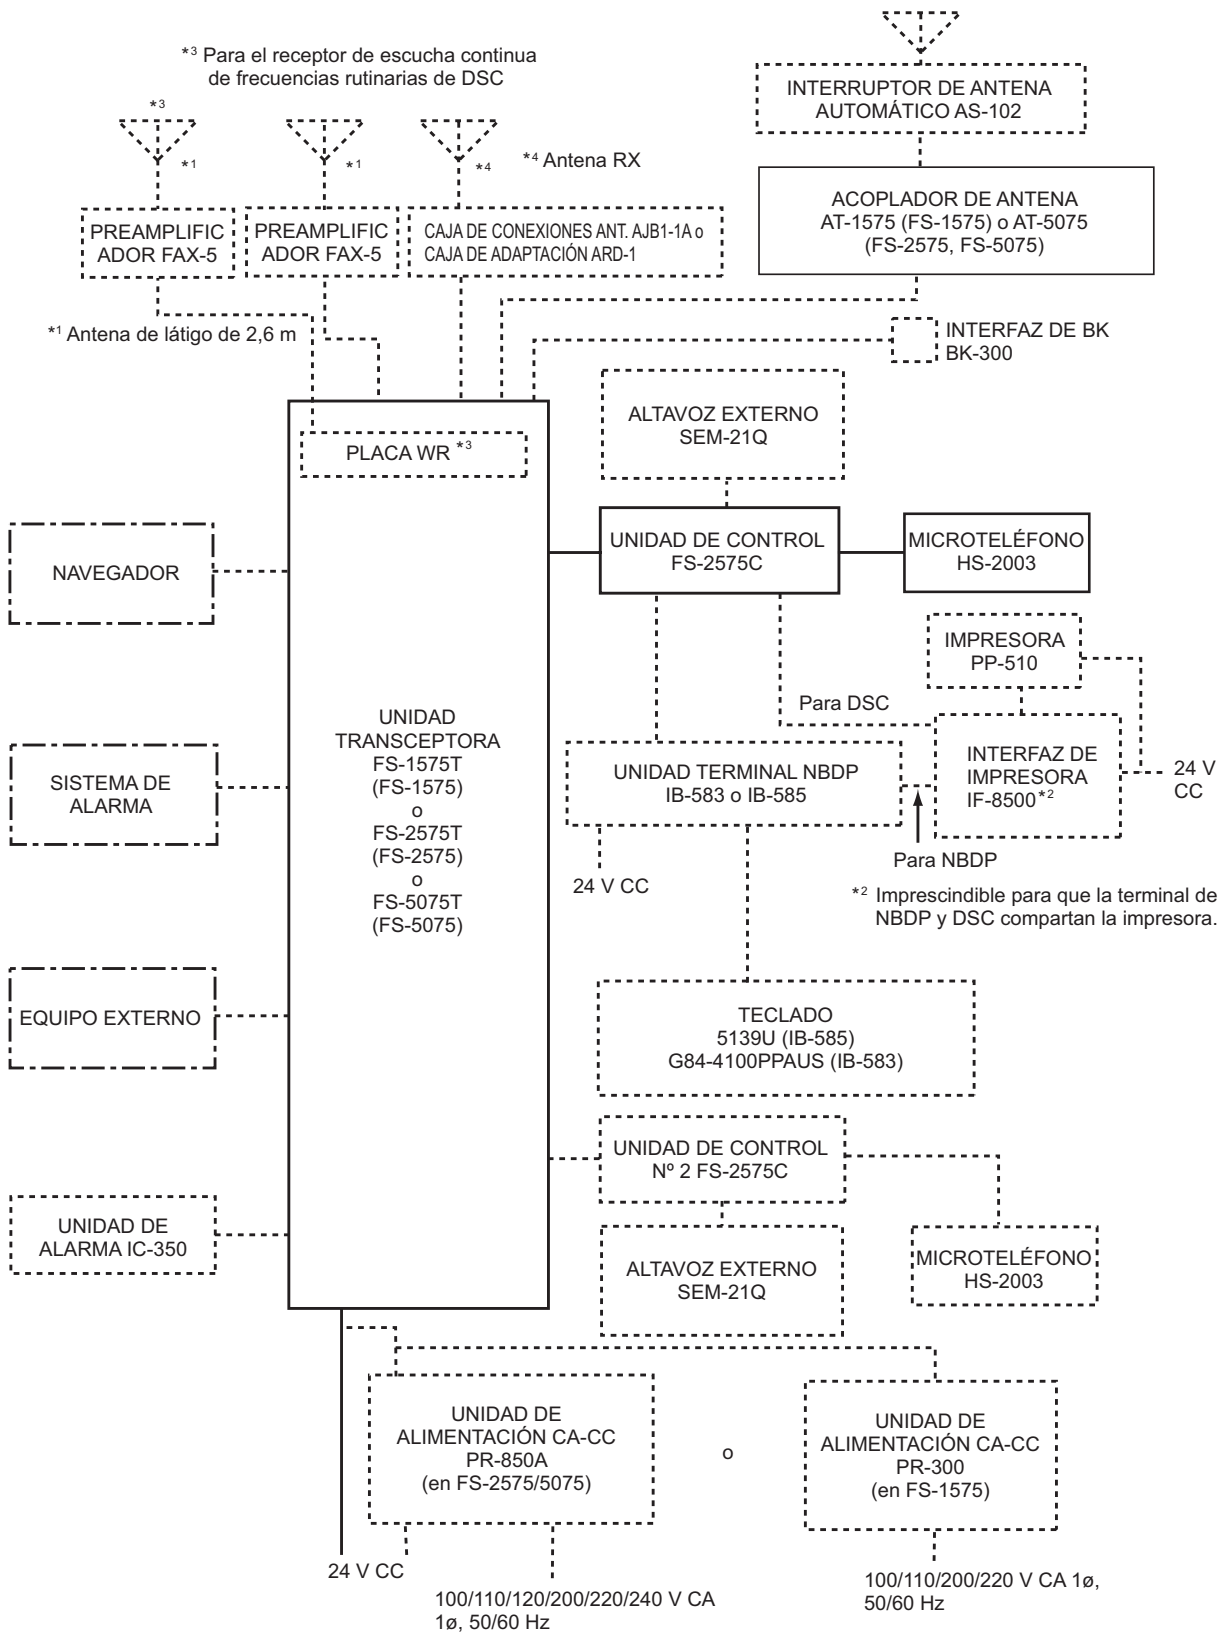 *3 Para el receptor de escucha continua
de frecuencias rutinarias de DSC
INTERRUPTOR DE ANTENA
AUTOMÁTICO AS-102
*3
*1
*1
*4
*4 Antena RX
ACOPLADOR DE ANTENA
AT-1575 (FS-1575) o AT-5075
(FS-2575, FS-5075)
PREAMPLIFIC
ADOR FAX-5
PREAMPLIFIC
ADOR FAX-5
CAJA DE CONEXIONES ANT. AJB1-1A o
CAJA DE ADAPTACIÓN ARD-1
*1 Antena de látigo de 2,6 m
INTERFAZ DE BK
BK-300
ALTAVOZ EXTERNO
SEM-21Q
PLACA WR *3
UNIDAD DE CONTROL
FS-2575C
MICROTELÉFONO
HS-2003
NAVEGADOR
IMPRESORA
PP-510
Para DSC
UNIDAD
TRANSCEPTORA
FS-1575T
(FS-1575)
o
FS-2575T
(FS-2575)
o
FS-5075T
(FS-5075)
SISTEMA DE
ALARMA
UNIDAD TERMINAL NBDP
IB-583 o IB-585
INTERFAZ DE
IMPRESORA
IF-8500*2
24 V
CC
24 V CC
Para NBDP
*2 Imprescindible para que la terminal de
NBDP y DSC compartan la impresora.
EQUIPO EXTERNO
TECLADO
5139U (IB-585)
G84-4100PPAUS (IB-583)
UNIDAD DE CONTROL
Nº 2 FS-2575C
UNIDAD DE
ALARMA IC-350
ALTAVOZ EXTERNO
SEM-21Q
MICROTELÉFONO
HS-2003
UNIDAD DE
ALIMENTACIÓN CA-CC
PR-850A
(en FS-2575/5075)
o
UNIDAD DE
ALIMENTACIÓN CA-CC
PR-300
(en FS-1575)
24 V CC
100/110/120/200/220/240 V CA
1ø, 50/60 Hz
100/110/200/220 V CA 1ø,
50/60 Hz